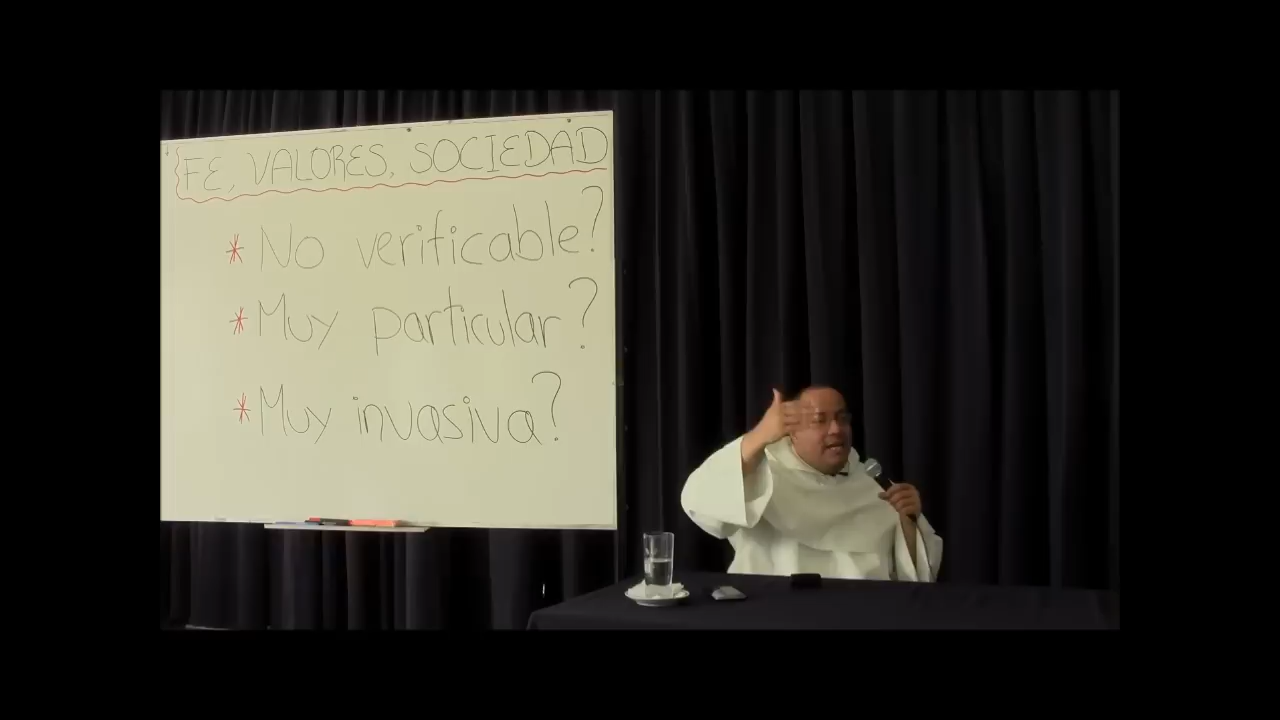 FE, VALORES, SOCIEDAD
* No verificable?
* Muy particular?
* Muy invasiva?